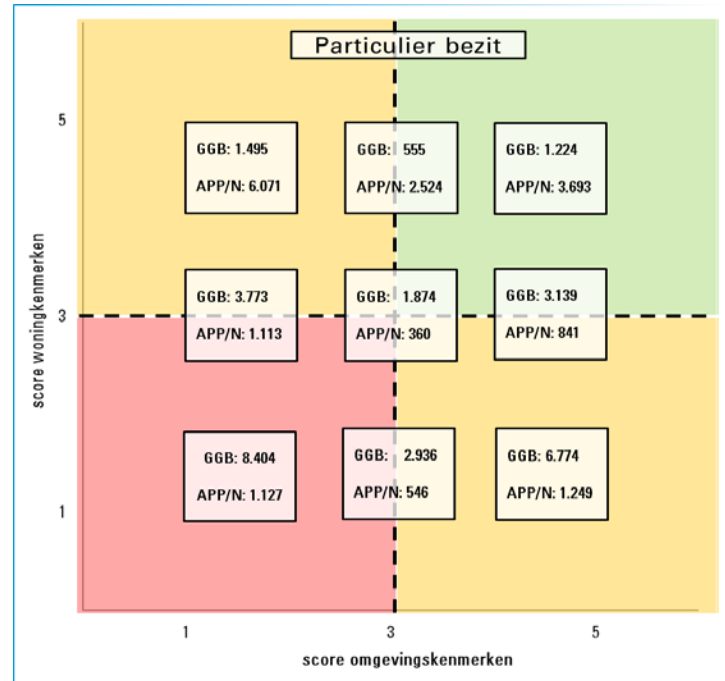 Particulier bezit
5
GGB: 1.495
APP/N: 6.071
GGB: 555
APP/N: 2.524
GGB: 1.224
APP/N: 3.693
score woningkenmerken
3
GGB: 3.773
APP/N: 1.113
GGB: 1.874
APP/N: 360
GGB: 3.139
APP/N: 841
1
GGB: 8.404
APP/N: 1.127
GGB: 2.936
APP/N: 546
GGB: 6.774
APP/N: 1.249
1
3
5
score omgevingskenmerken